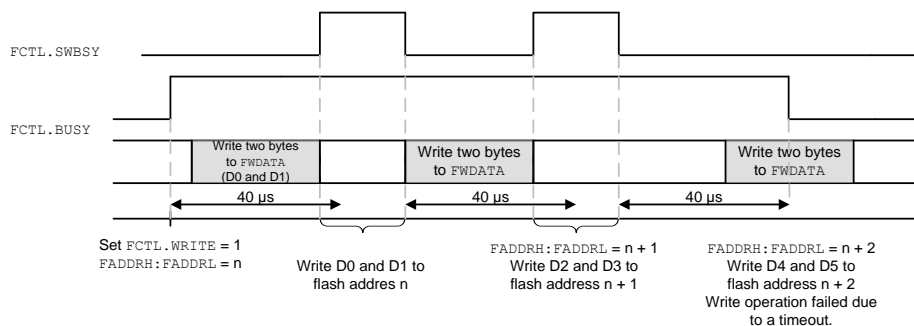 FCTL.SWBSY
FCTL.BUSY
Write two bytes
to FWDATA
(D0 and D1)
Write two bytes
to FWDATA
Write two bytes
to FWDATA
40 µs
40 µs
40 µs
Set FCTL.WRITE = 1
FADDRH:FADDRL = n
Write D0 and D1 to
flash addres n
FADDRH:FADDRL = n + 1
Write D2 and D3 to
flash address n + 1
FADDRH:FADDRL = n + 2
Write D4 and D5 to
flash address n + 2
Write operation failed due
to a timeout.